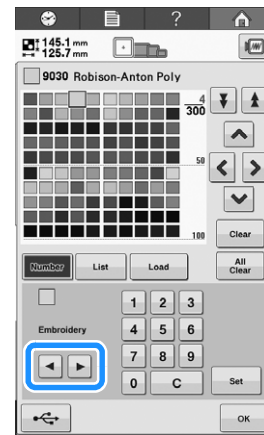 ?
145.1 mm
125.7 mm
9030 Robison-Anton Poly
4
300
50
100
Clear
Number List Load All Clear
1 2 3
Embroidery 4 5 6
7 8 9
0 C Set
OK